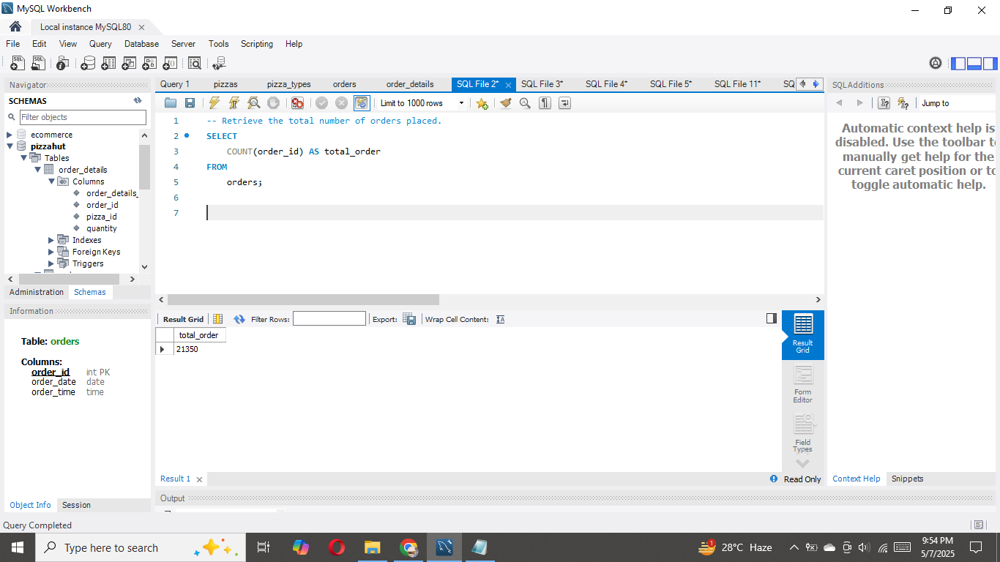 MySQL Workbench
Local instance MySQL80
File Edit View Query Database Server Tools Scripting Help
Navigator
SCHEMAS
Filter objects
ecommerce
pizzahut
Tables
order_details
Columns
order_details_
order_id
pizza_id
quantity
Indexes
Foreign Keys
Triggers
Administration Schemas
Information
Table: orders
Columns:
order_id int PK
order_date date
order_time time
Object Info Session
Query 1 pizzas pizza_types orders order_details SQL File 2* SQL File 3* SQL File 4* SQL File 5* SQL File 11* SQ
Limit to 1000 rows
1 -- Retrieve the total number of orders placed.
2 SELECT
3 COUNT(order_id) AS total_order
4 FROM
5 orders;
6
7
Result Grid Filter Rows: Export: Wrap Cell Content:
total_order
21350
Result Grid
Form Editor
Field Types
Result 1
Read Only
Output
SQLAdditions
Jump to
Automatic context help is
disabled. Use the toolbar to
manually get help for the
current caret position or to
toggle automatic help.
Context Help Snippets
Query Completed
Type here to search
1
28°C Haze
9:54 PM
5/7/2025